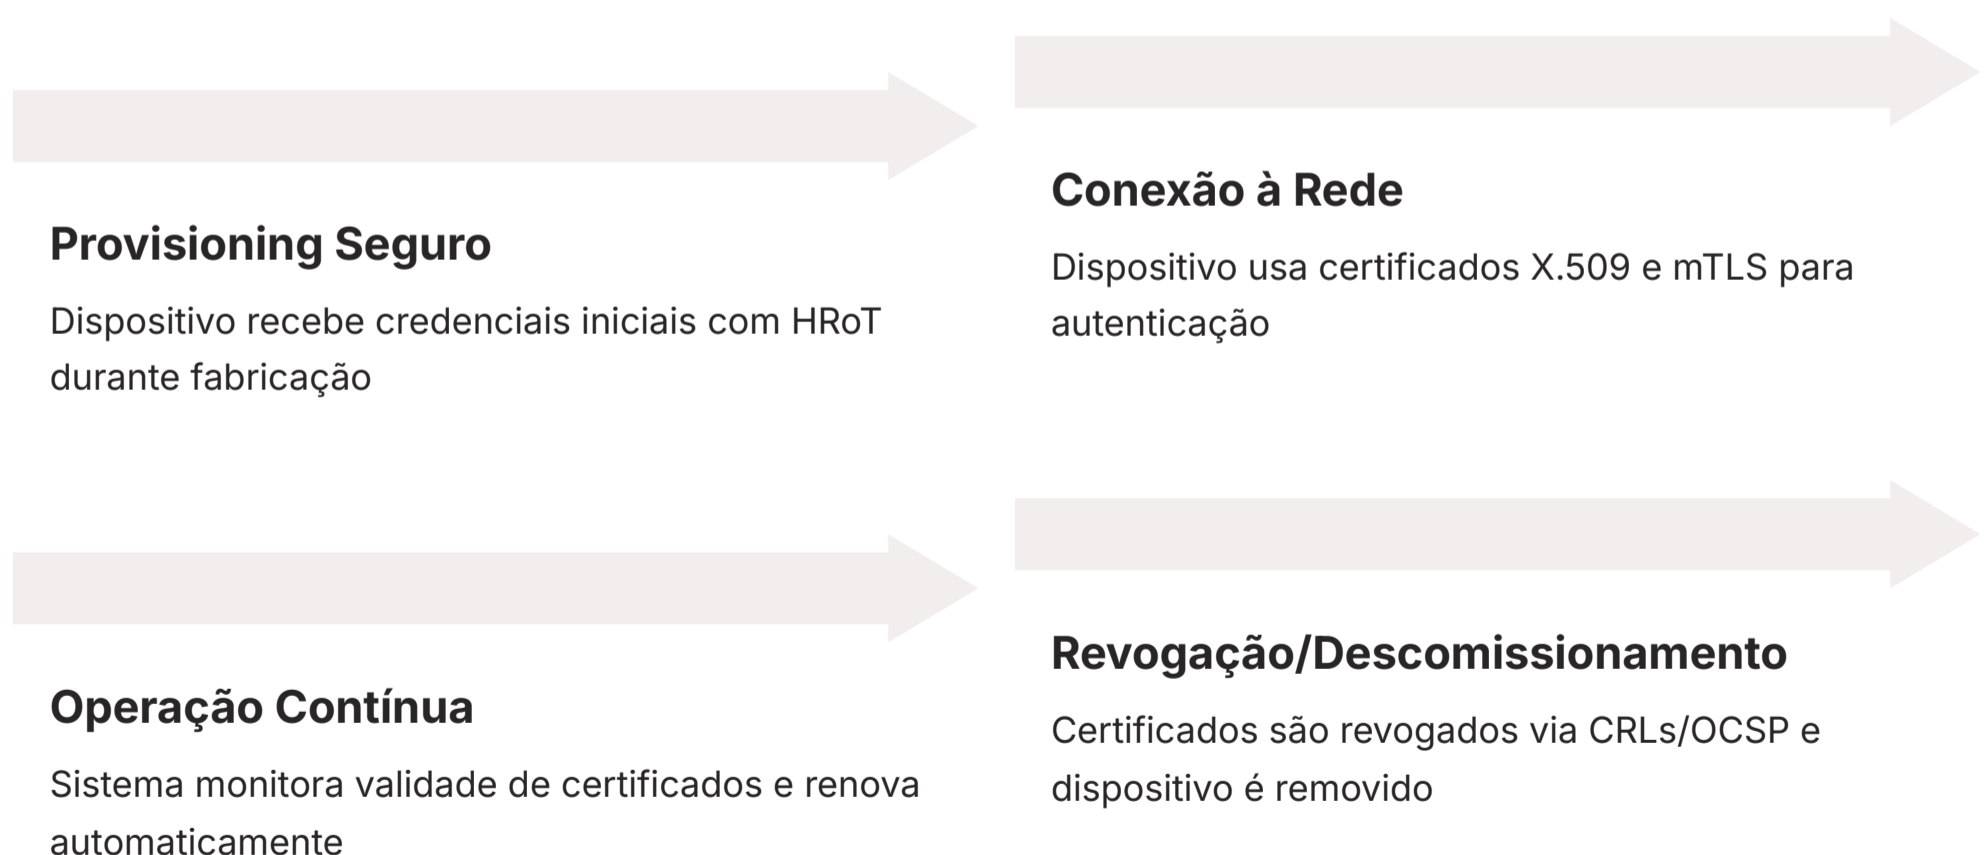 Provisioning Seguro
Dispositivo recebe credenciais iniciais com HRoT
durante fabricação
Conexão à Rede
Dispositivo usa certificados X.509 e mTLS para
autenticação
Operação Contínua
Sistema monitora validade de certificados e renova
automaticamente
Revogação/Descomissionamento
Certificados são revogados via CRLs/OCSP e
dispositivo é removido